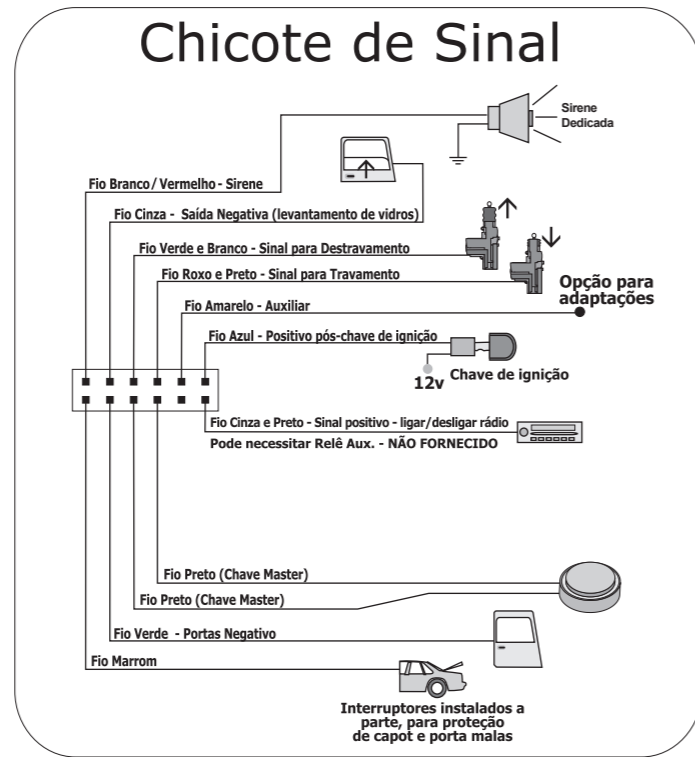 Chicote de Sinal
Sirene
Dedicada
Fio Branco/ Vermelho - Sirene
Fio Cinza - Saída Negativa (levantamento de vidros)
Fio Verde e Branco - Sinal para Destravamento
Fio Roxo e Preto - Sinal para Travamento
Opção para
adaptações
Fio Amarelo - Auxiliar
Fio Azul - Positivo pós-chave de ignição
12v
Chave de ignição
Fio Cinza e Preto - Sinal positivo - ligar/desligar rádio
Pode necessitar Relê Aux. - NÃO FORNECIDO
Fio Preto (Chave Master)
Fio Preto (Chave Master)
Fio Verde - Portas Negativo
Fio Marrom
Interruptores instalados a
parte, para proteção
de capot e porta malas